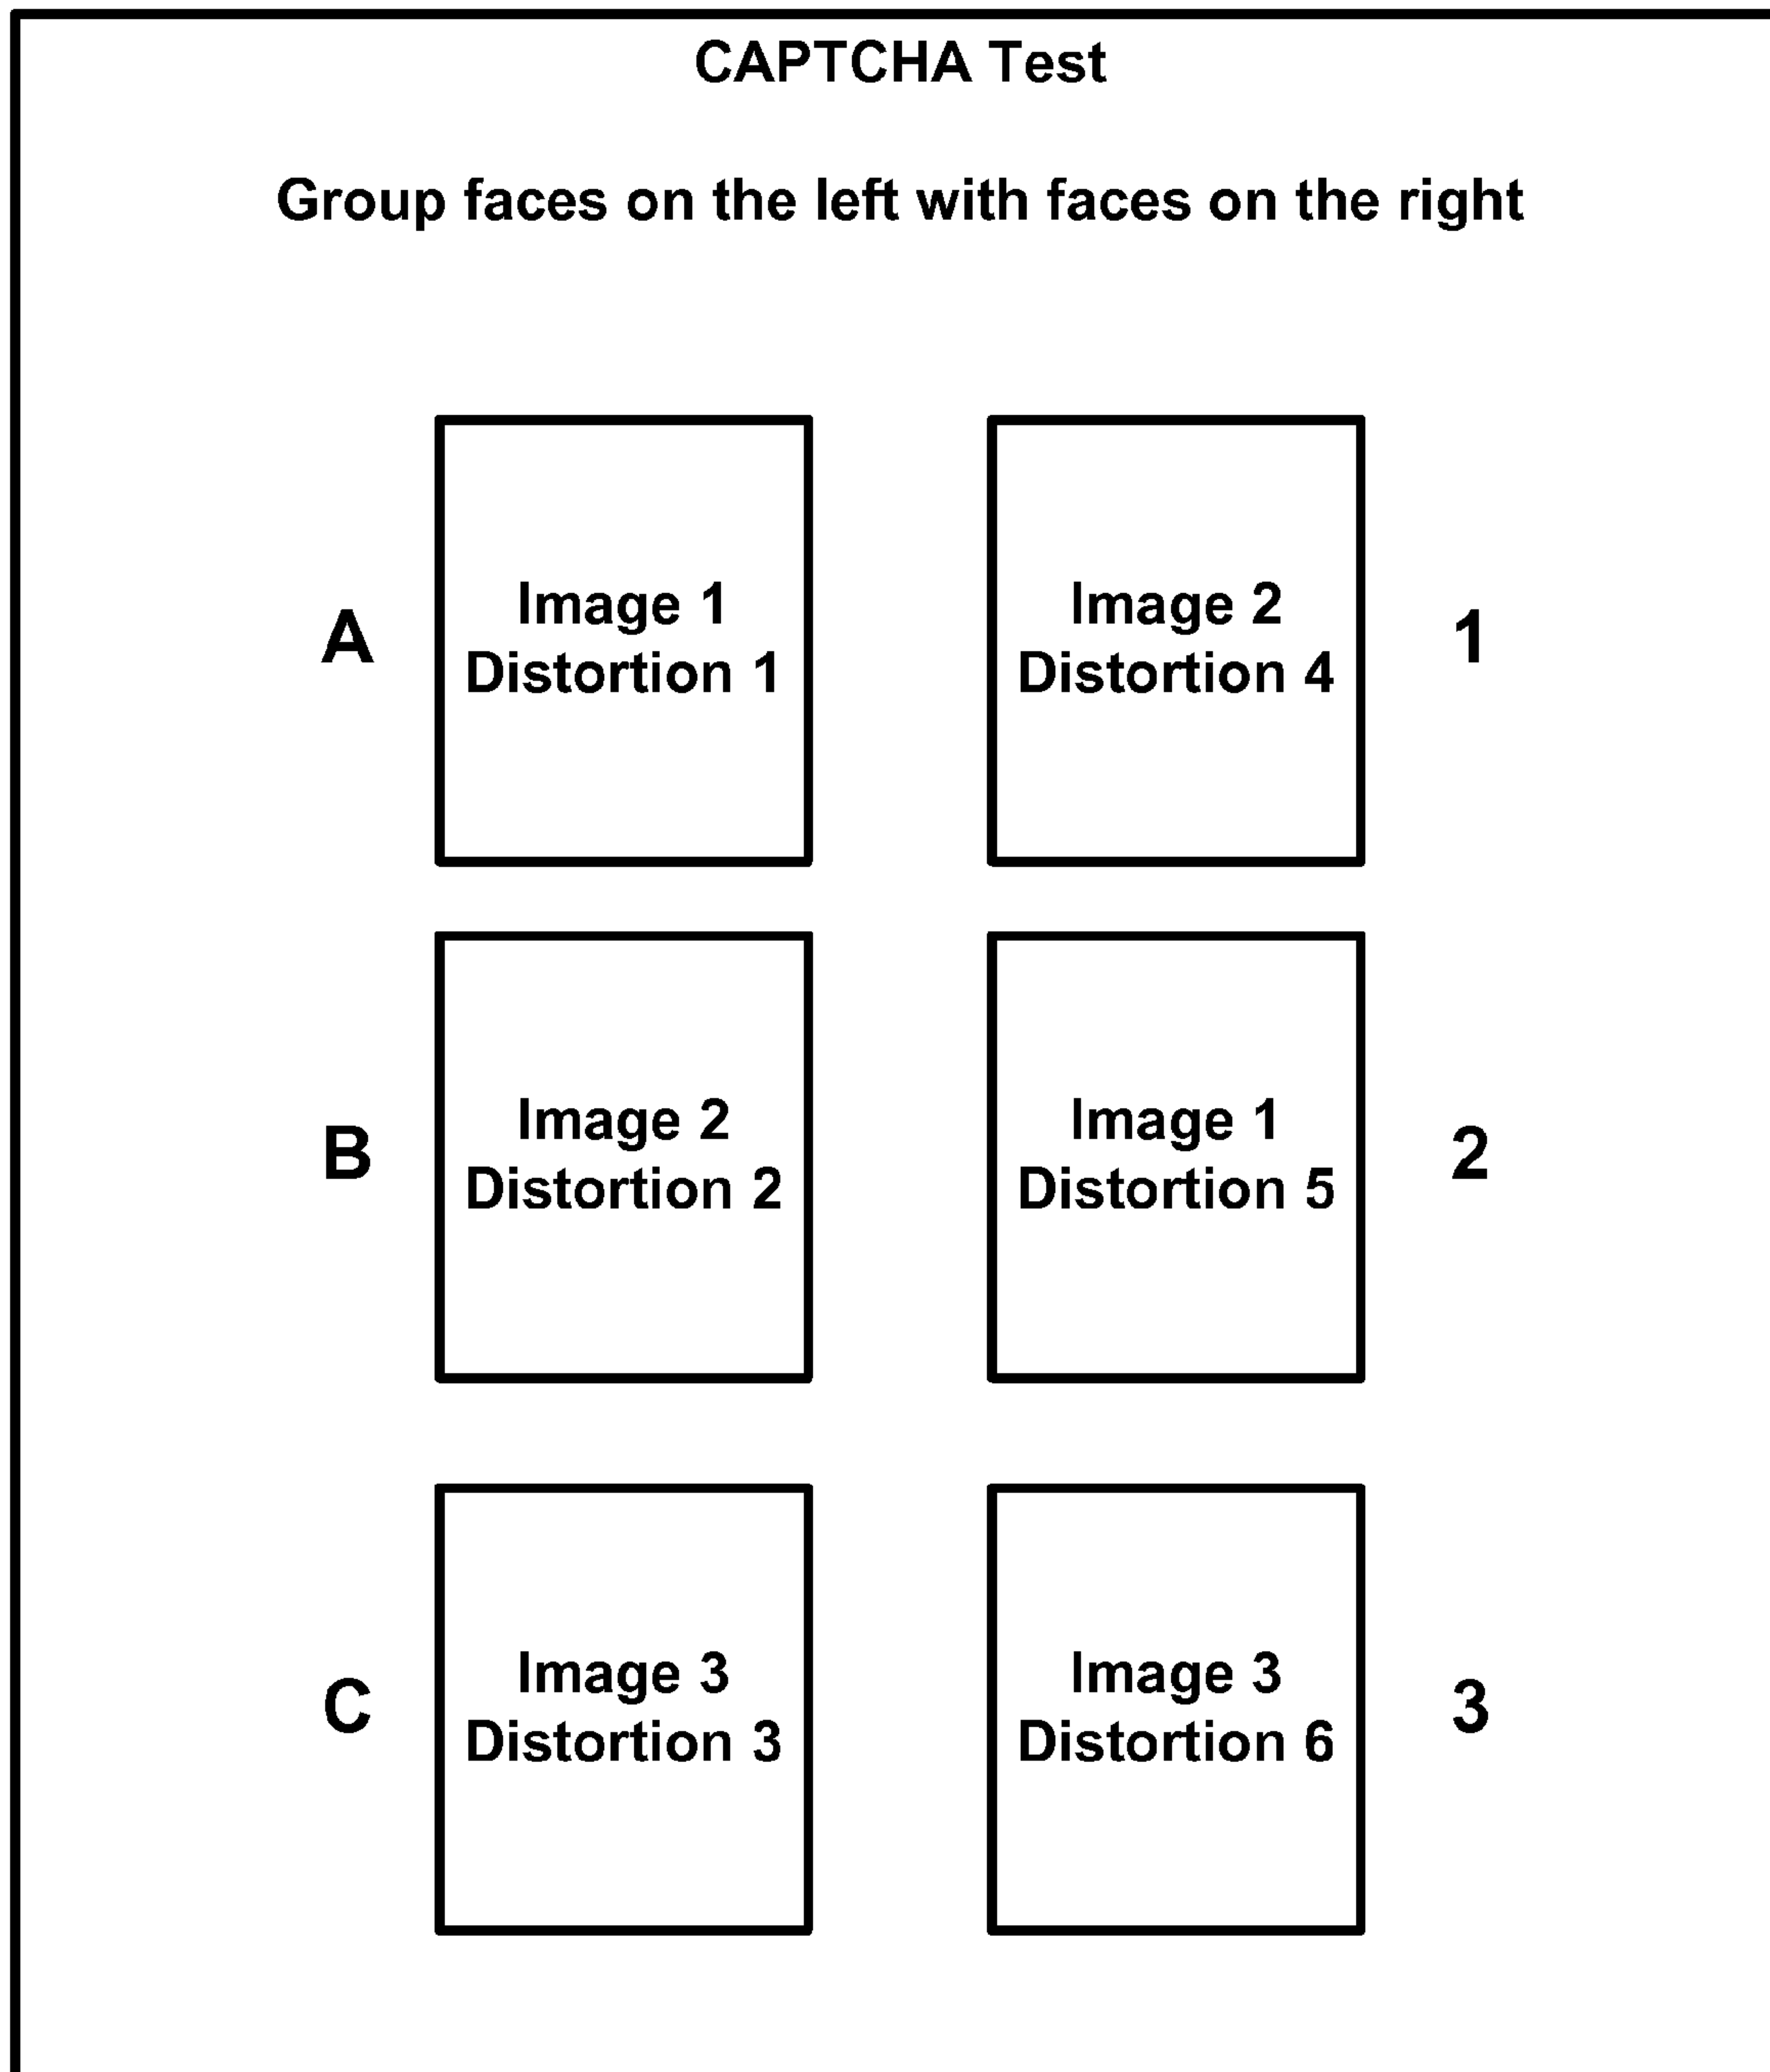 CAPTCHA Test
Group faces on the left with faces on the right
A
Image 1
Distortion 1
Image 2
Distortion 4
1
B
Image 2
Distortion 2
Image 1
Distortion 5
2
C
Image 3
Distortion 3
Image 3
Distortion 6
3